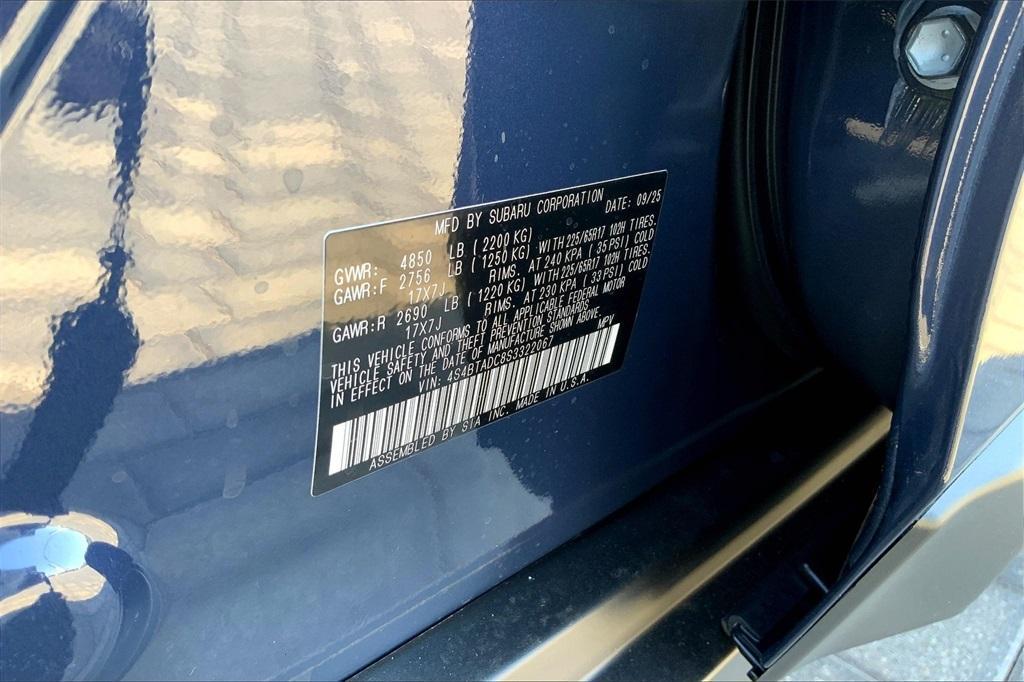 MFD BY SUBARU CORPORATION DATE: 09/25
GVWR: 4850 LB ( 2200 KG)
GAWR:F 2756 LB ( 1250 KG) WITH 225/65R17 102H TIRES.
17X7J RIMS. AT 240 KPA ( 35 PSI) COLD
GAWR:R 2690 LB ( 1220 KG) WITH 225/65R17 102H TIRES.
17X7J RIMS. AT 230 KPA ( 33 PSI) COLD
THIS VEHICLE CONFORMS TO ALL APPLICABLE FEDERAL MOTOR
VEHICLE SAFETY AND THEFT PREVENTION STANDARDS
IN EFFECT ON THE DATE OF MANUFACTURE SHOWN ABOVE.
VIN: 4S4BTADC8S3322067 MPV
ASSEMBLED BY SIA INC. MADE IN U.S.A.